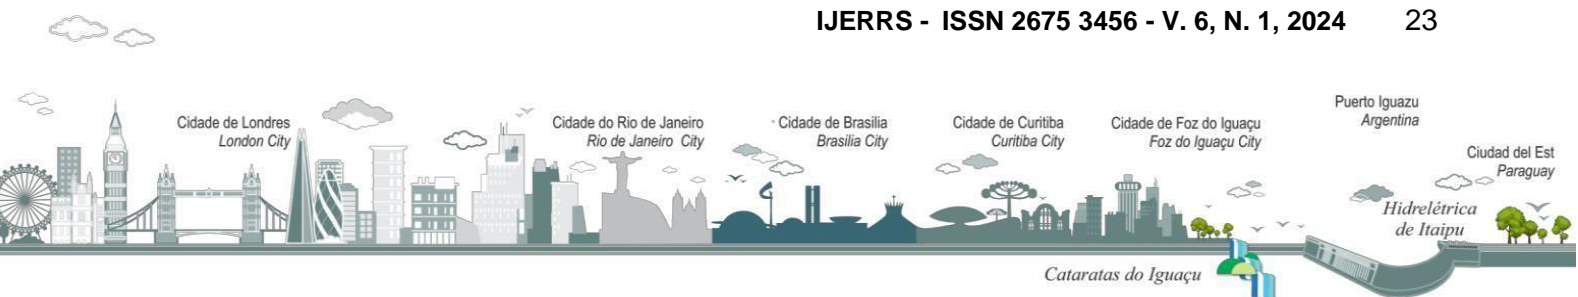 IJERRS - ISSN 2675 3456 - V. 6, N. 1, 2024 23
Cidade de Londres
London City
Cidade do Rio de Janeiro
Rio de Janeiro City
Cidade de Brasilia
Brasilia City
Cidade de Curitiba
Curitiba City
Cidade de Foz do Iguaçu
Foz do Iguaçu City
Puerto Iguazu
Argentina
Ciudad del Est
Paraguay
Hidrelétrica
de Itaipu
Cataratas do Iguaçu